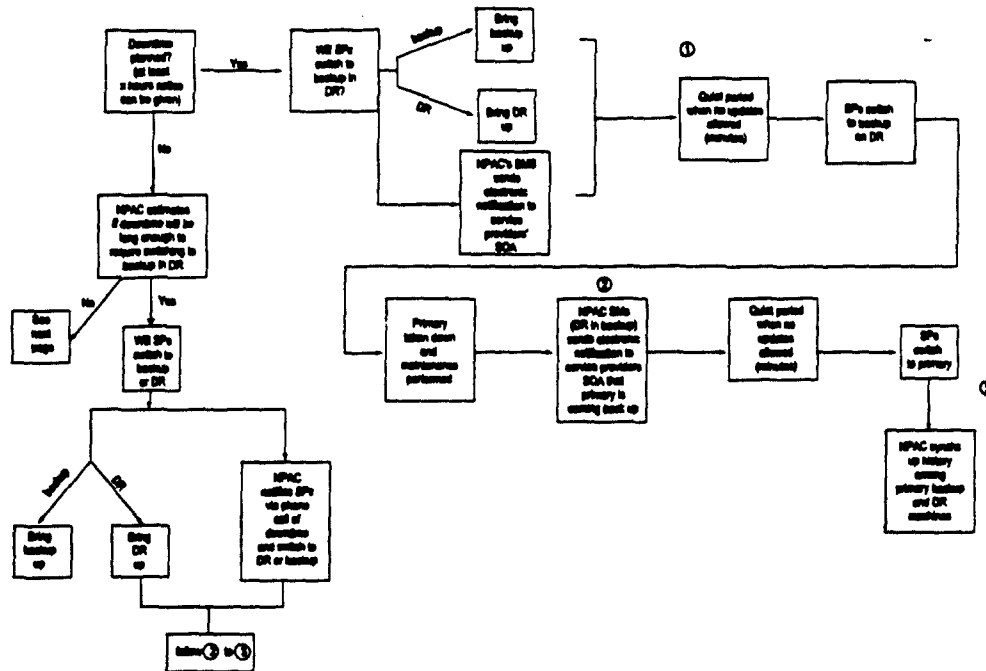 Downtime
planned?
(at least
x hours notice
can be given)
Yes
Will SPs
switch to
backup in
DR?
backup
Bring
backup
up
DR
Bring DR
up
NPAC's SMS
sends
electronic
notification to
service
providers'
SOA
①
Quiet period
when no updates
allowed
(minutes)
SPs switch
to backup
on DR
No
NPAC estimates
if downtime will be
long enough to
require switching to
backup in DR
No
See
next
page
Yes
Will SPs
switch to
backup
or DR
Primary
taken down
and
maintenance
performed
②
NPAC SMs
(DR in backup)
sends electronic
notification to
service providers
SOA that
primary is
coming back up
Quiet period
when no
updates
allowed
(minutes)
SPs
switch
to primary
NPAC synchs
up history
among
primary backup
and DR
machines
backup
Bring
backup
up
DR
Bring
DR
up
NPAC
notifies SPs
via phone
call of
downtime
and switch to
DR or backup
follow ② to